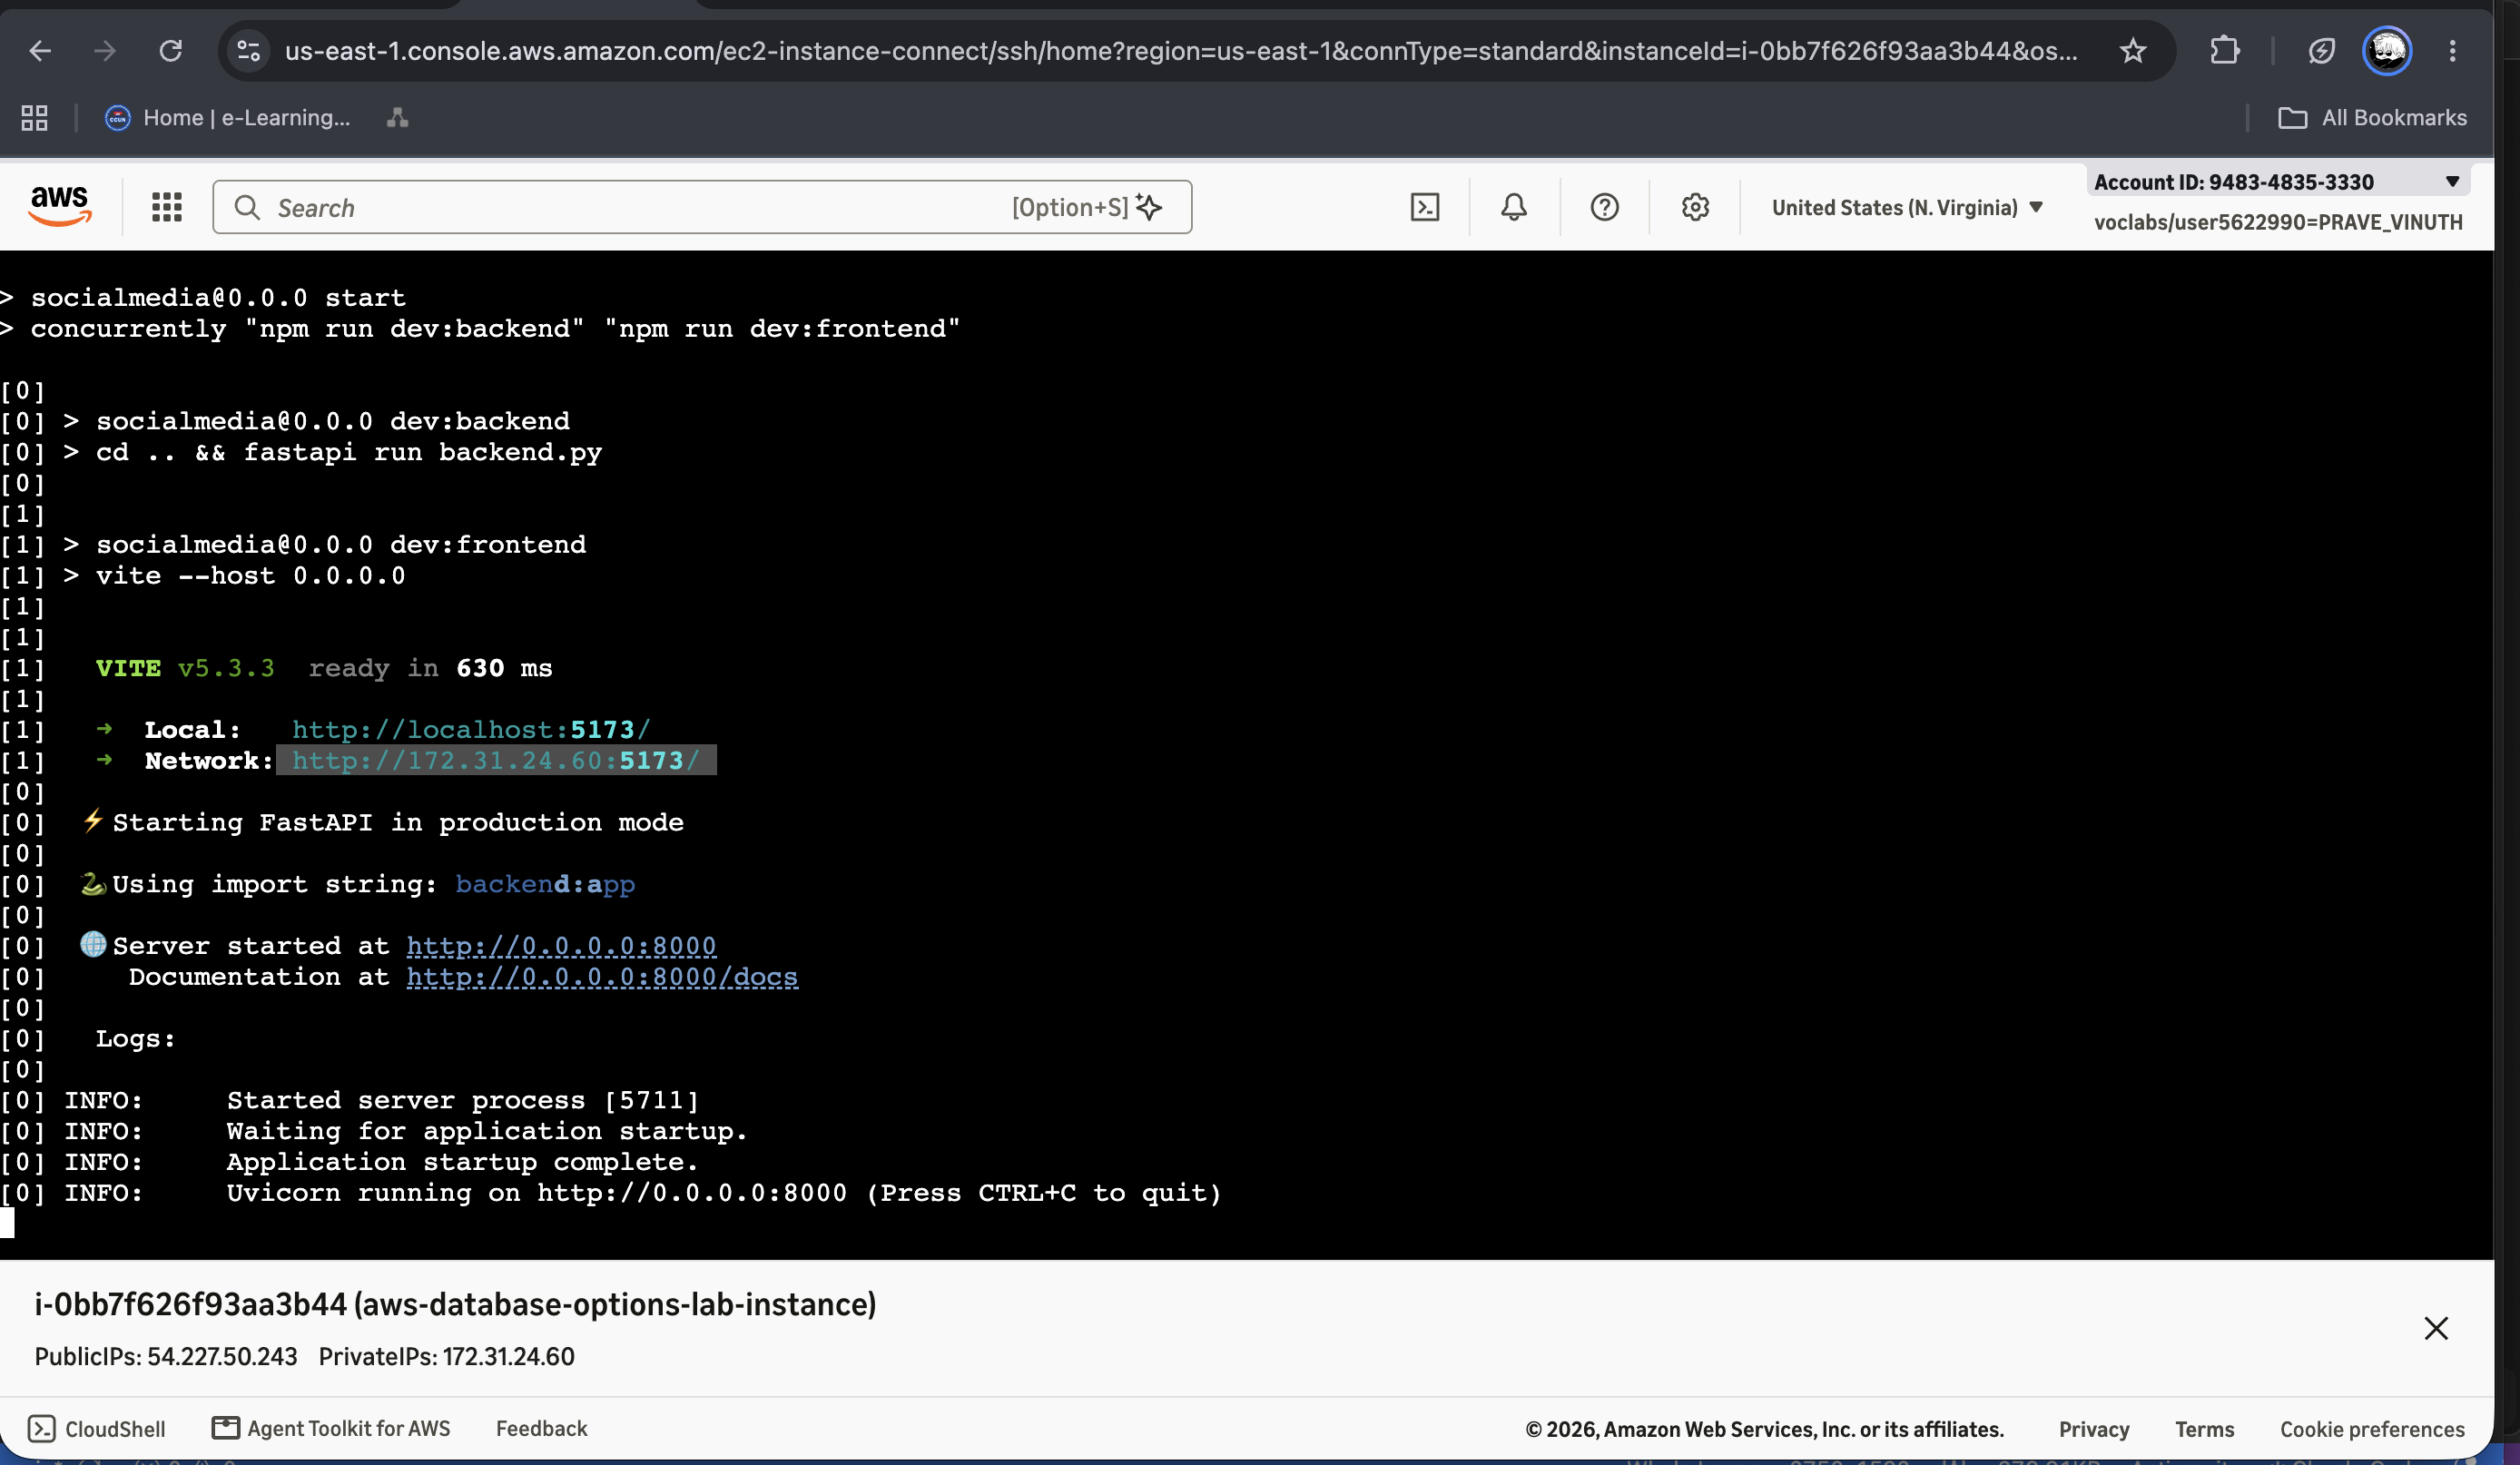 us-east-1.console.aws.amazon.com/ec2-instance-connect/ssh/home?region=us-east-1&connType=standard&instanceId=i-0bb7f626f93aa3b44&os...
Home | e-Learning...
All Bookmarks
aws
Search
[Option+S]
United States (N. Virginia)
Account ID: 9483-4835-3330
voclabs/user5622990=PRAVE_VINUTH
> socialmedia@0.0.0 start
> concurrently "npm run dev:backend" "npm run dev:frontend"
[0]
[0] > socialmedia@0.0.0 dev:backend
[0] > cd .. && fastapi run backend.py
[0]
[1]
[1] > socialmedia@0.0.0 dev:frontend
[1] > vite --host 0.0.0.0
[1]
[1]
[1] VITE v5.3.3 ready in 630 ms
[1]
[1] ➜ Local: http://localhost:5173/
[1] ➜ Network: http://172.31.24.60:5173/
[0]
[0] ⚡Starting FastAPI in production mode
[0]
[0] 🐍Using import string: backend:app
[0]
[0] 🌐Server started at http://0.0.0.0:8000
[0] Documentation at http://0.0.0.0:8000/docs
[0]
[0] Logs:
[0]
[0] INFO: Started server process [5711]
[0] INFO: Waiting for application startup.
[0] INFO: Application startup complete.
[0] INFO: Uvicorn running on http://0.0.0.0:8000 (Press CTRL+C to quit)
i-0bb7f626f93aa3b44 (aws-database-options-lab-instance)
PublicIPs: 54.227.50.243 PrivateIPs: 172.31.24.60
CloudShell
Agent Toolkit for AWS
Feedback
© 2026, Amazon Web Services, Inc. or its affiliates.
Privacy
Terms
Cookie preferences